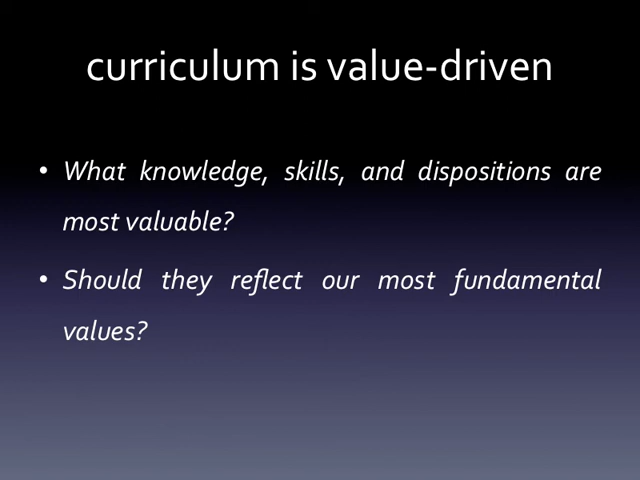 curriculum is value-driven
• What knowledge, skills, and dispositions are
most valuable?
• Should they reflect our most fundamental
values?